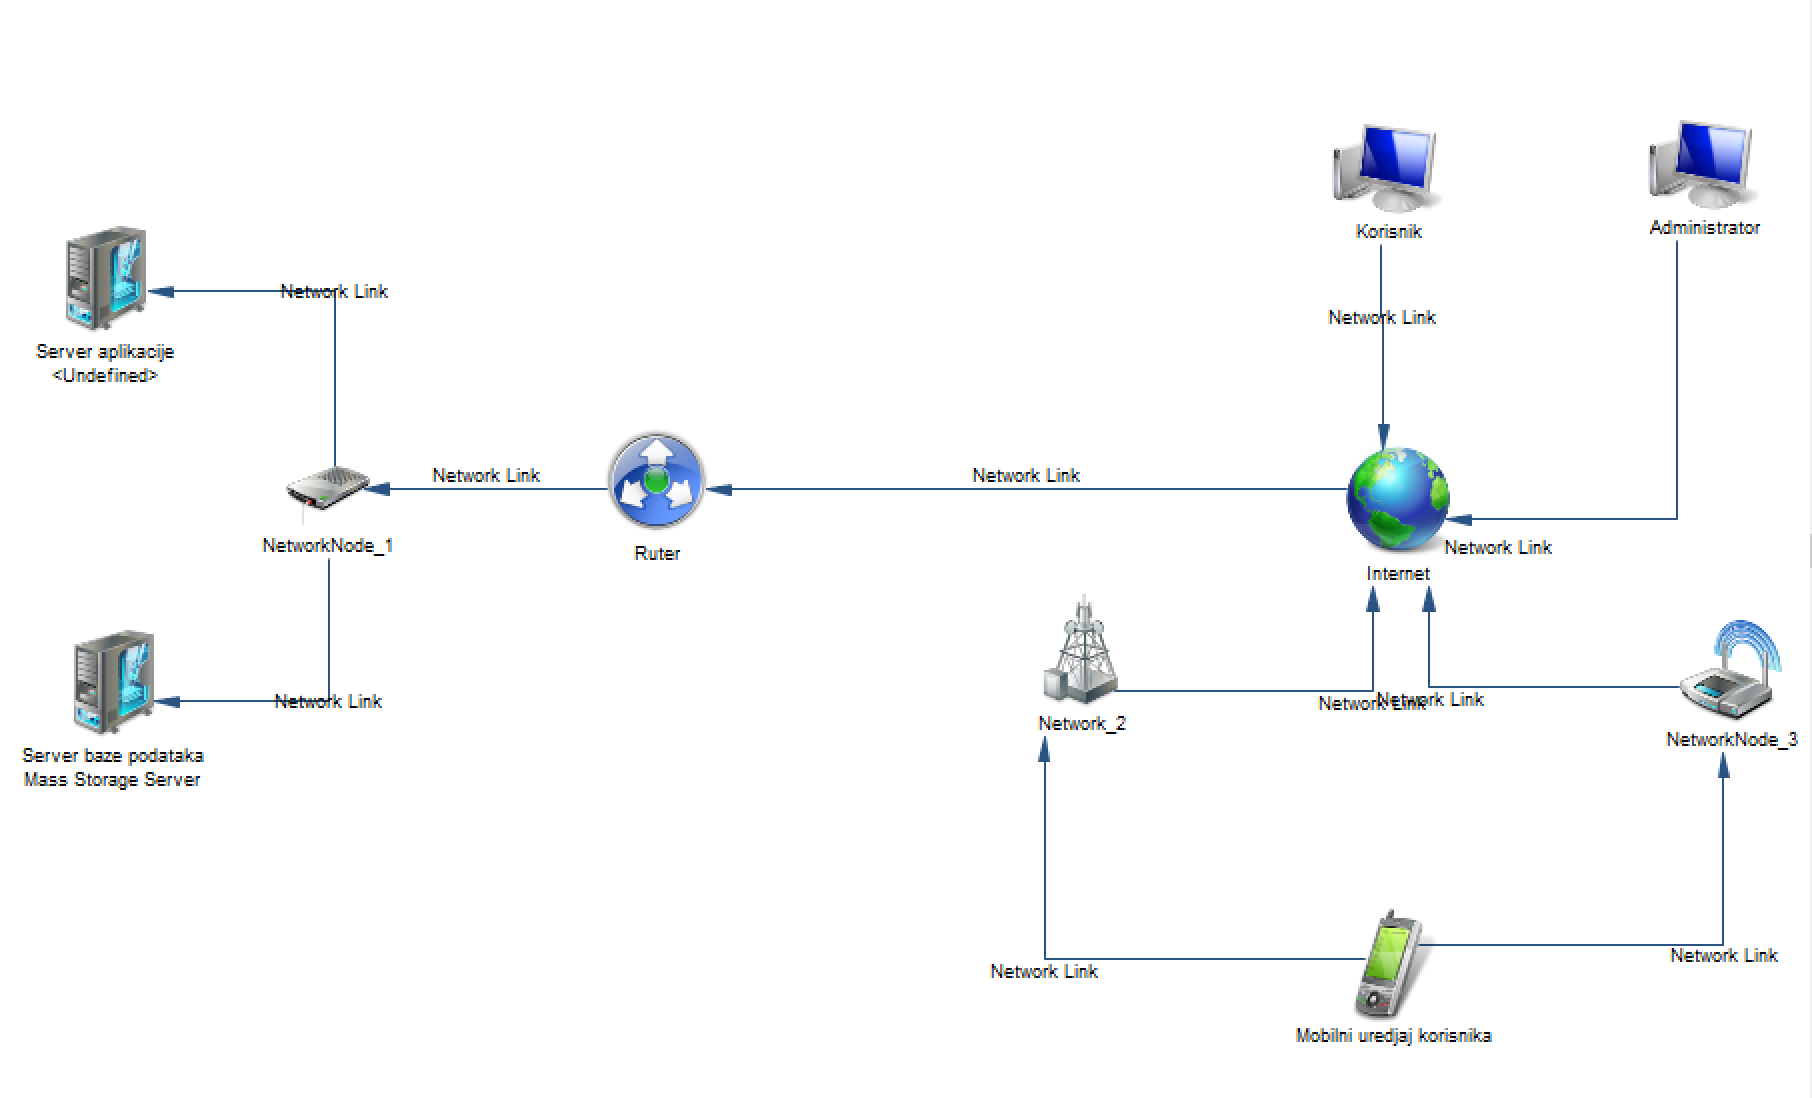 Korisnik
Administrator
Network Link
Network Link
Server aplikacije
<Undefined>
Network Link
Network Link
NetworkNode_1
Ruter
Network Link
Internet
Network Link
Server baze podataka
Mass Storage Server
Network_2
Network Link
Network Link
NetworkNode_3
Network Link
Network Link
Mobilni uredjaj korisnika